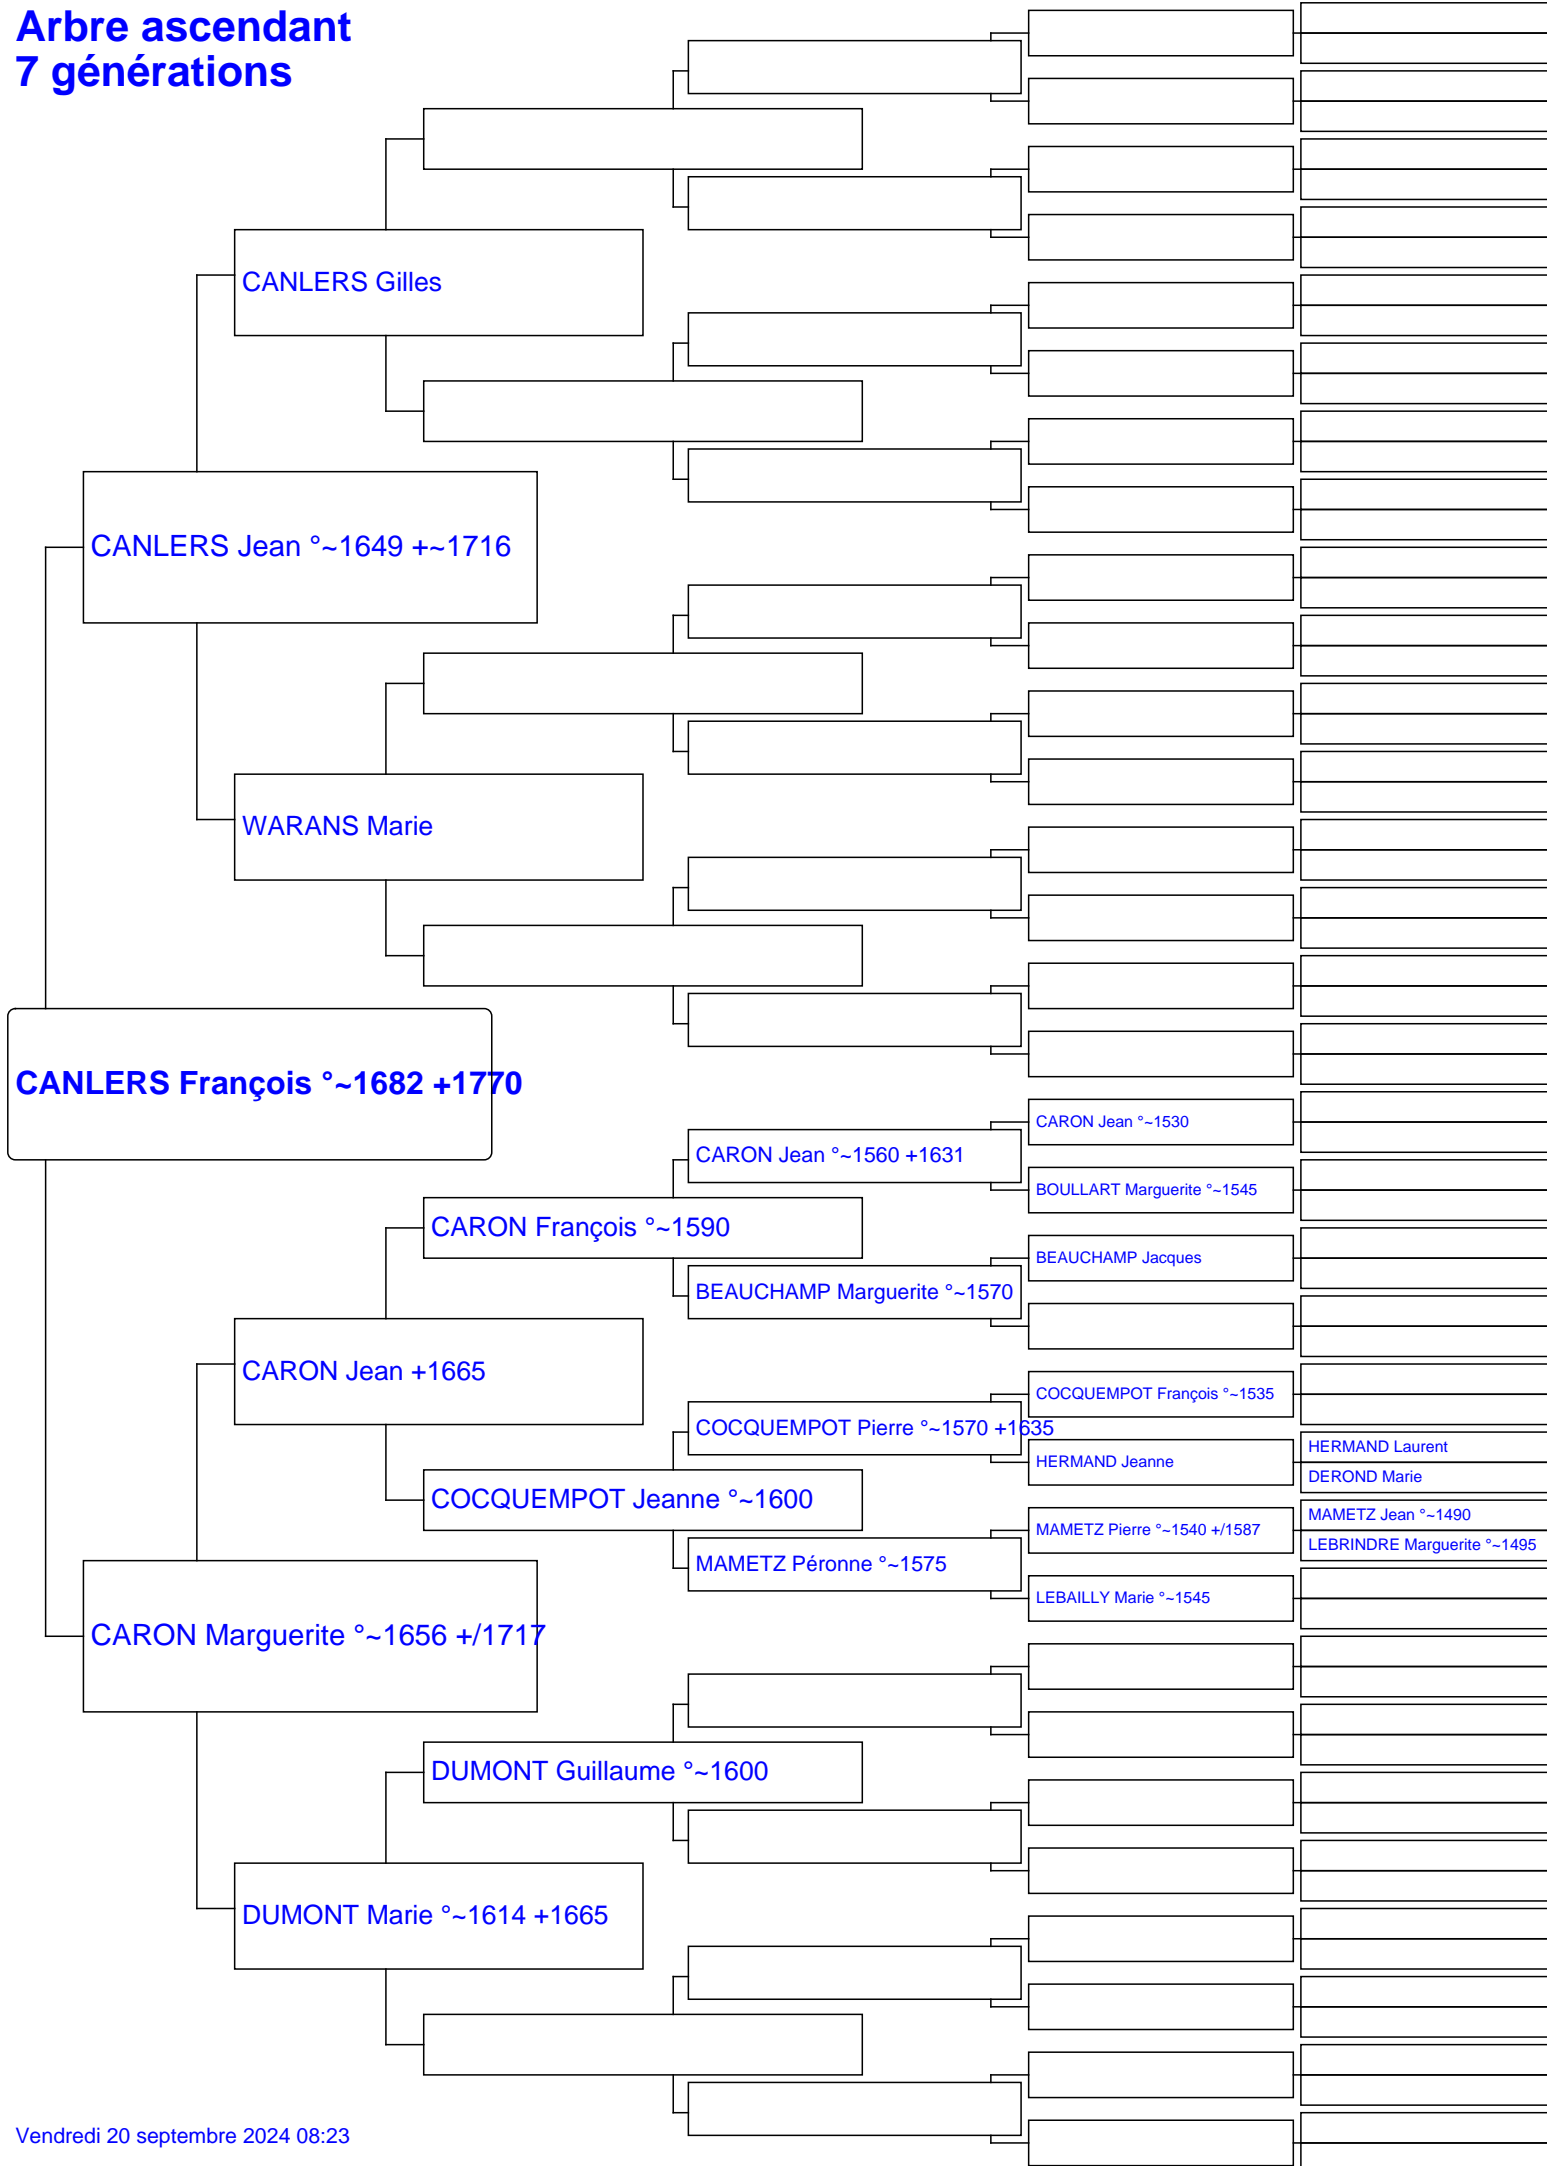 Arbre ascendant
7 générations
CANLERS Gilles
CANLERS Jean °~1649 +~1716
WARANS Marie
CANLERS François °~1682 +1770
CARON Jean °~1530
CARON Jean °~1560 +1631
BOULLART Marguerite °~1545
CARON François °~1590
BEAUCHAMP Jacques
BEAUCHAMP Marguerite °~1570
CARON Jean +1665
COCQUEMPOT François °~1535
COCQUEMPOT Pierre °~1570 +1635
HERMAND Laurent
HERMAND Jeanne
DEROND Marie
COCQUEMPOT Jeanne °~1600
MAMETZ Jean °~1490
MAMETZ Pierre °~1540 +/1587
LEBRINDRE Marguerite °~1495
MAMETZ Péronne °~1575
LEBAILLY Marie °~1545
CARON Marguerite °~1656 +/1717
DUMONT Guillaume °~1600
DUMONT Marie °~1614 +1665
Vendredi 20 septembre 2024 08:23